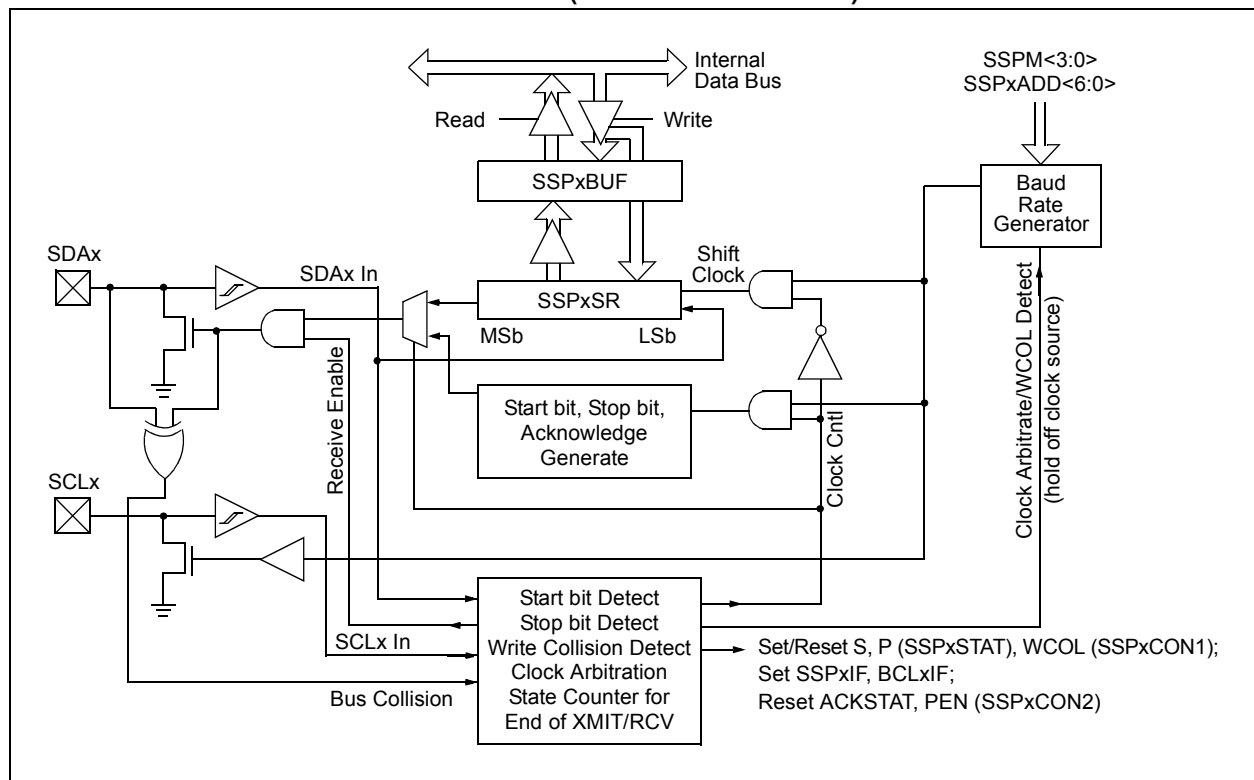 Internal
Data Bus
SSPM<3:0>
SSPxADD<6:0>
Read
Write
SSPxBUF
Baud
Rate
Generator
SDAx
SDAx In
Shift
Clock
SSPxSR
MSb
LSb
Receive Enable
Start bit, Stop bit,
Acknowledge
Generate
Clock Cntl
Clock Arbitrate/WCOL Detect
(hold off clock source)
SCLx
SCLx In
Bus Collision
Start bit Detect
Stop bit Detect
Write Collision Detect
Clock Arbitration
State Counter for
End of XMIT/RCV
Set/Reset S, P (SSPxSTAT), WCOL (SSPxCON1);
Set SSPxIF, BCLxIF;
Reset ACKSTAT, PEN (SSPxCON2)